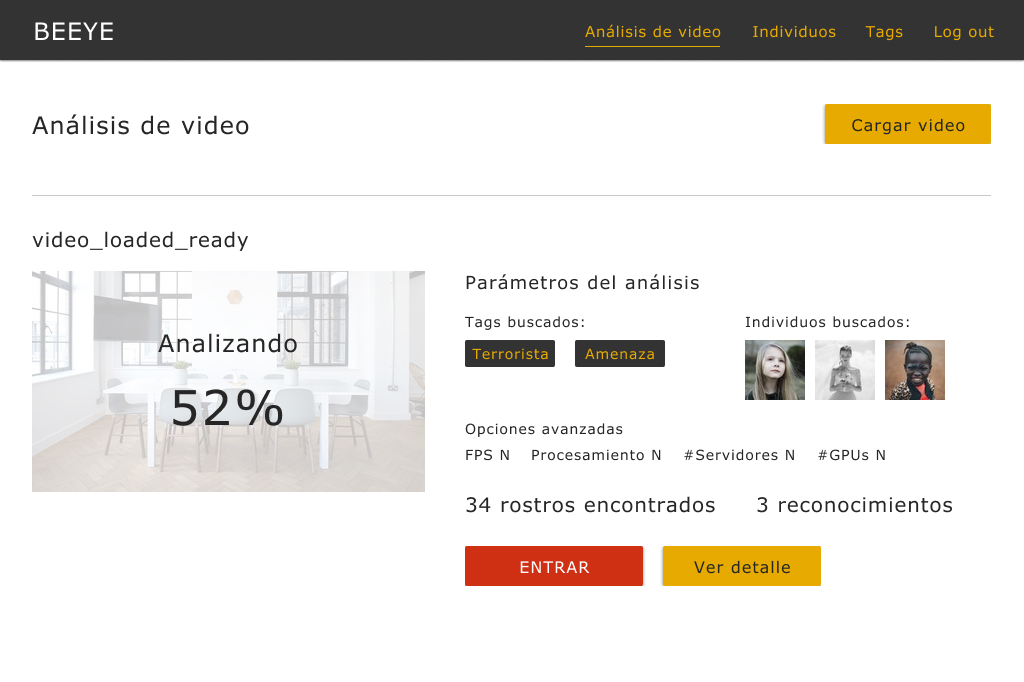 BEEYE
Análisis de video
Individuos
Tags
Log out
Análisis de video
Cargar video
video_loaded_ready
Analizando
52%
Parámetros del análisis
Tags buscados:
Terrorista
Amenaza
Individuos buscados:
Opciones avanzadas
FPS N
Procesamiento N
#Servidores N
#GPUs N
34 rostros encontrados
3 reconocimientos
ENTRAR
Ver detalle